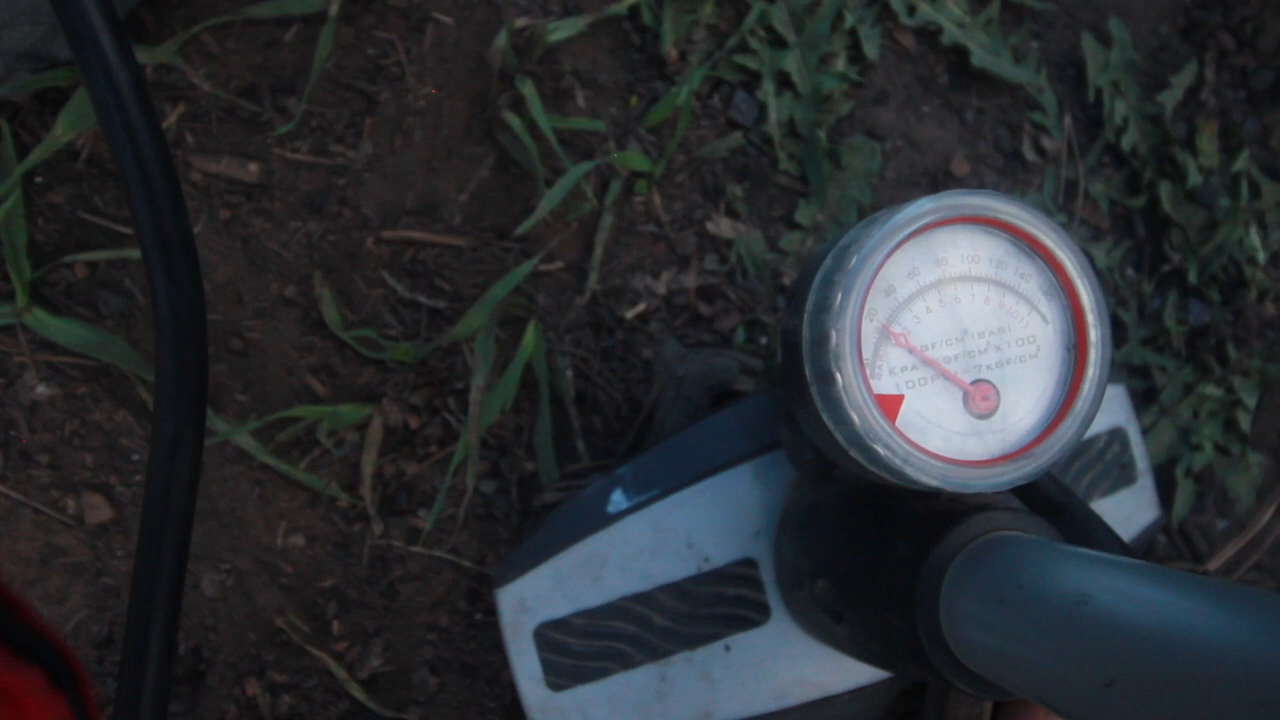 20 40 60 80 100 120 140
3 4 5 6 7 8 9 10 11
KGF/CM² (BAR)
KPA=KGF/CM² X100
100PSI=7KGF/CM²